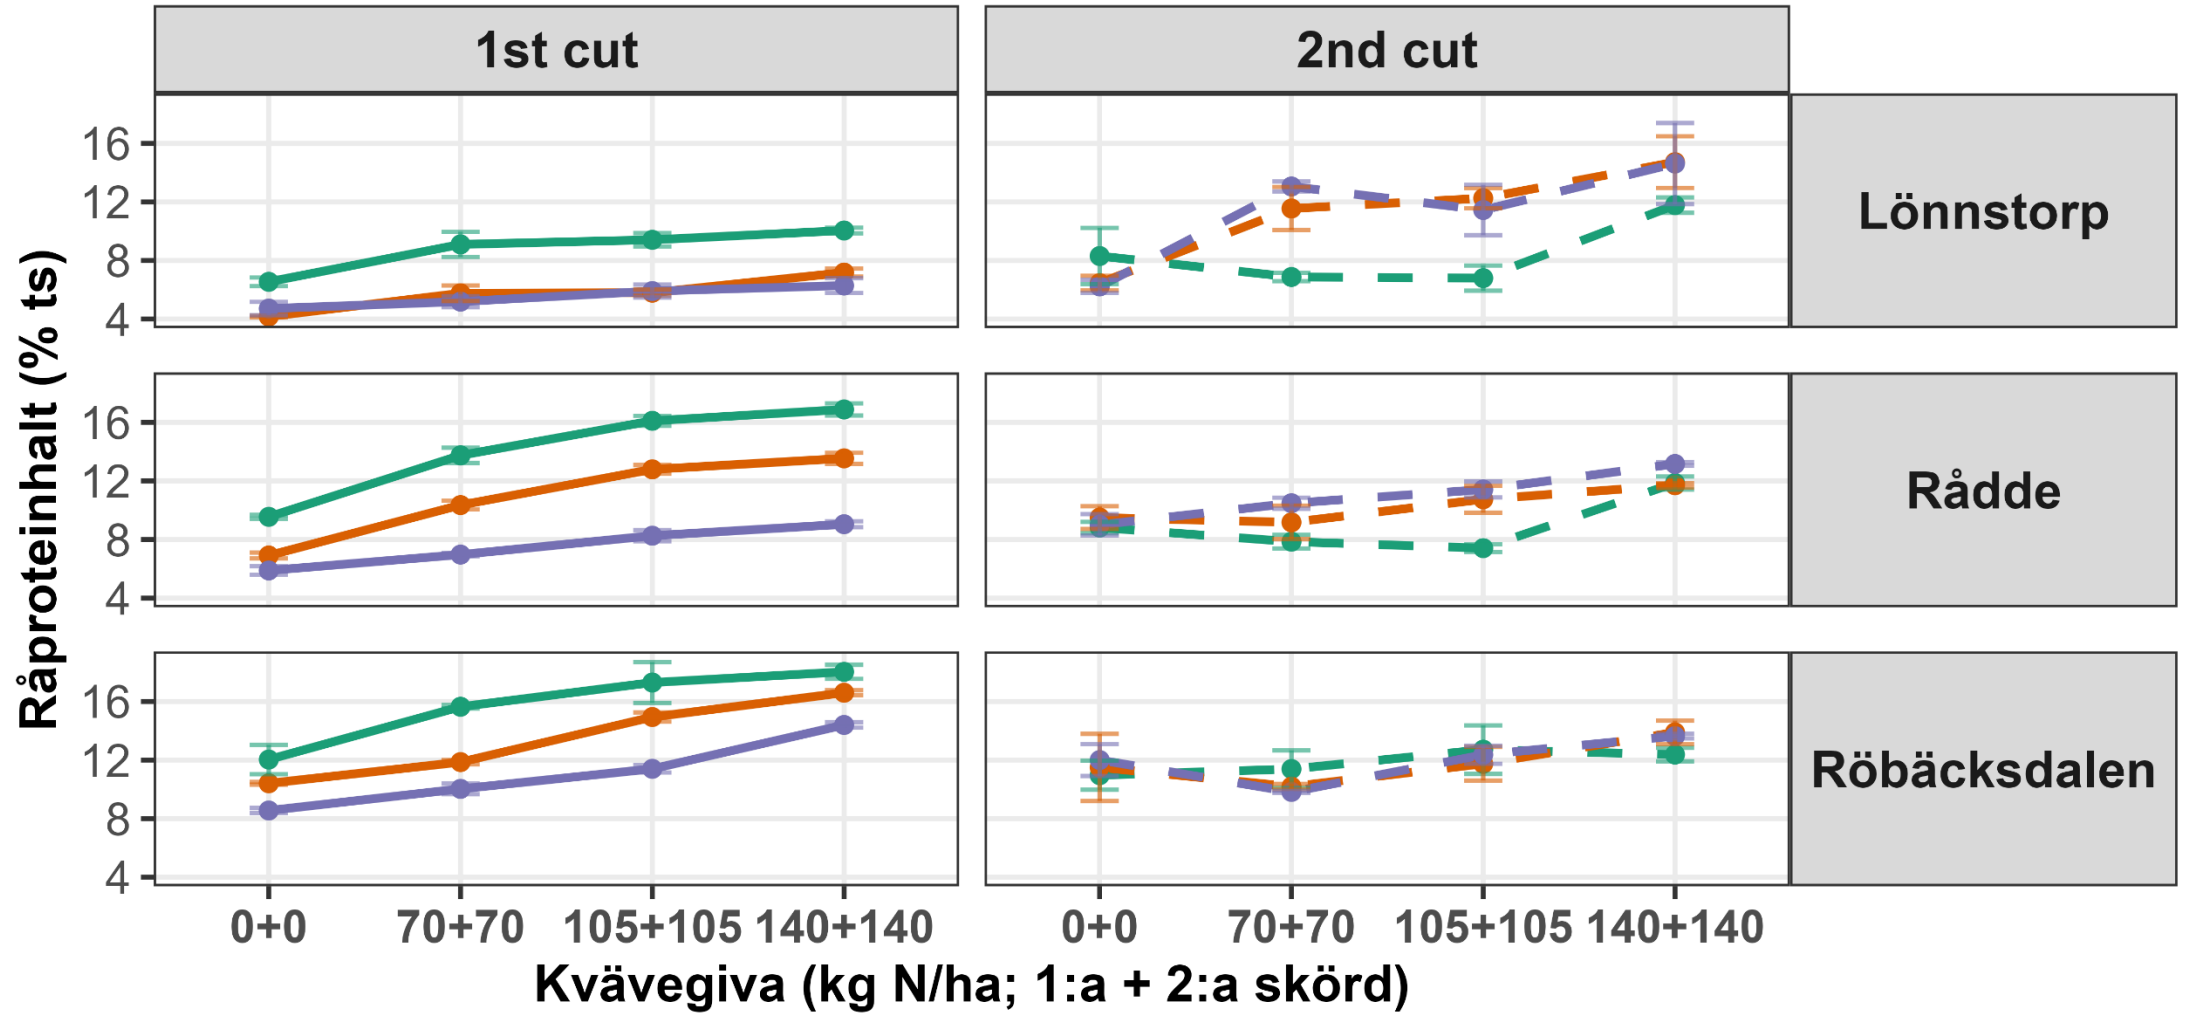 1st cut
2nd cut
Råproteinhalt (% ts)
16
12
8
4
Lönnstorp
16
12
8
4
Rådde
16
12
8
4
Röbäcksdalen
0+0 70+70 105+105 140+140
0+0 70+70 105+105 140+140
Kvävegiva (kg N/ha; 1:a + 2:a skörd)